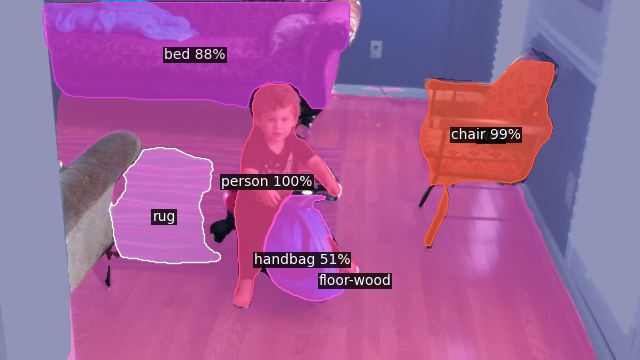 bed 88%
chair 99%
person 100%
rug
handbag 51%
floor-wood